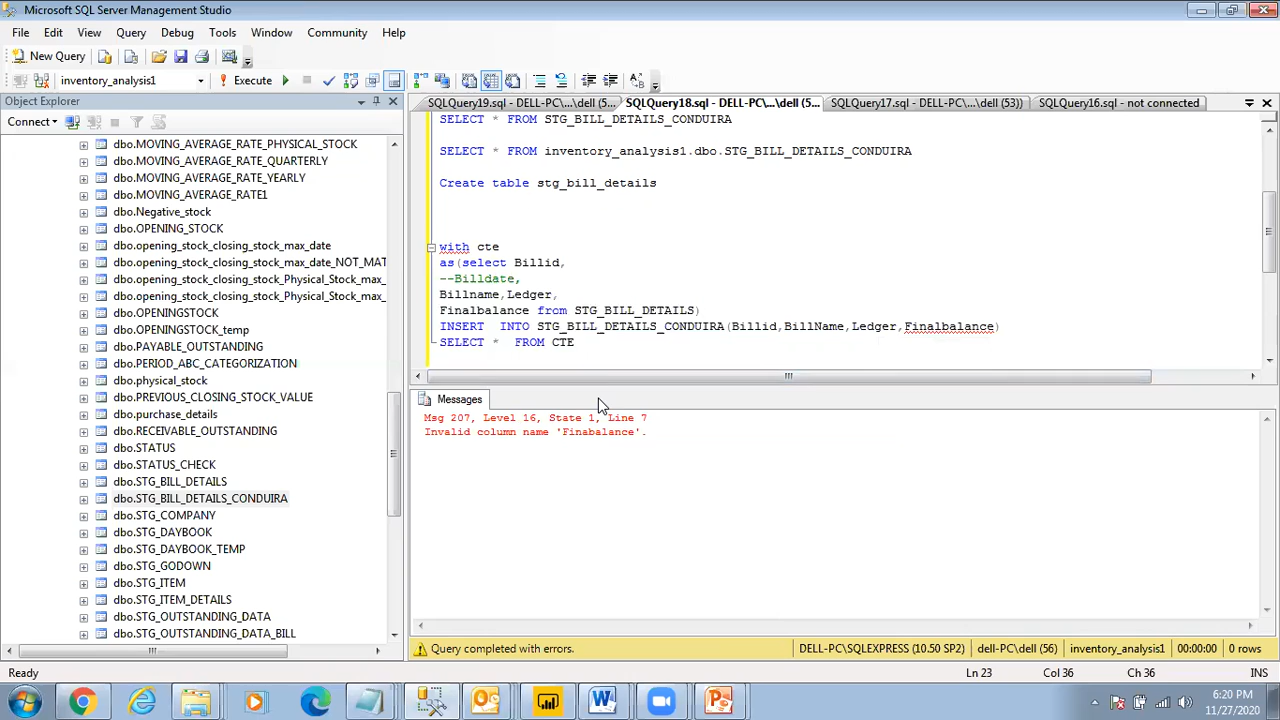 Microsoft SQL Server Management Studio
File Edit View Query Debug Tools Window Community Help
New Query
inventory_analysis1 Execute
Object Explorer
Connect
dbo.MOVING_AVERAGE_RATE_PHYSICAL_STOCK
dbo.MOVING_AVERAGE_RATE_QUARTERLY
dbo.MOVING_AVERAGE_RATE_YEARLY
dbo.MOVING_AVERAGE_RATE1
dbo.Negative_stock
dbo.OPENING_STOCK
dbo.opening_stock_closing_stock_max_date
dbo.opening_stock_closing_stock_max_date_NOT_MAT
dbo.opening_stock_closing_stock_Physical_Stock_max_
dbo.opening_stock_closing_stock_Physical_Stock_max_
dbo.OPENINGSTOCK
dbo.OPENINGSTOCK_temp
dbo.PAYABLE_OUTSTANDING
dbo.PERIOD_ABC_CATEGORIZATION
dbo.physical_stock
dbo.PREVIOUS_CLOSING_STOCK_VALUE
dbo.purchase_details
dbo.RECEIVABLE_OUTSTANDING
dbo.STATUS
dbo.STATUS_CHECK
dbo.STG_BILL_DETAILS
dbo.STG_BILL_DETAILS_CONDUIRA
dbo.STG_COMPANY
dbo.STG_DAYBOOK
dbo.STG_DAYBOOK_TEMP
dbo.STG_GODOWN
dbo.STG_ITEM
dbo.STG_ITEM_DETAILS
dbo.STG_OUTSTANDING_DATA
dbo.STG_OUTSTANDING_DATA_BILL
SQLQuery19.sql - DELL-PC\...\dell (5... SQLQuery18.sql - DELL-PC\...\dell (5... SQLQuery17.sql - DELL-PC\...\dell (53)) SQLQuery16.sql - not connected
SELECT * FROM STG_BILL_DETAILS_CONDUIRA
SELECT * FROM inventory_analysis1.dbo.STG_BILL_DETAILS_CONDUIRA
Create table stg_bill_details
with cte
as(select Billid,
--Billdate,
Billname,Ledger,
Finalbalance from STG_BILL_DETAILS)
INSERT INTO STG_BILL_DETAILS_CONDUIRA(Billid,BillName,Ledger,Finalbalance)
SELECT * FROM CTE
Messages
Msg 207, Level 16, State 1, Line 7
Invalid column name 'Finabalance'.
Query completed with errors. DELL-PC\SQLEXPRESS (10.50 SP2) dell-PC\dell (56) inventory_analysis1 00:00:00 0 rows
Ready Ln 23 Col 36 Ch 36 INS
6:20 PM
11/27/2020